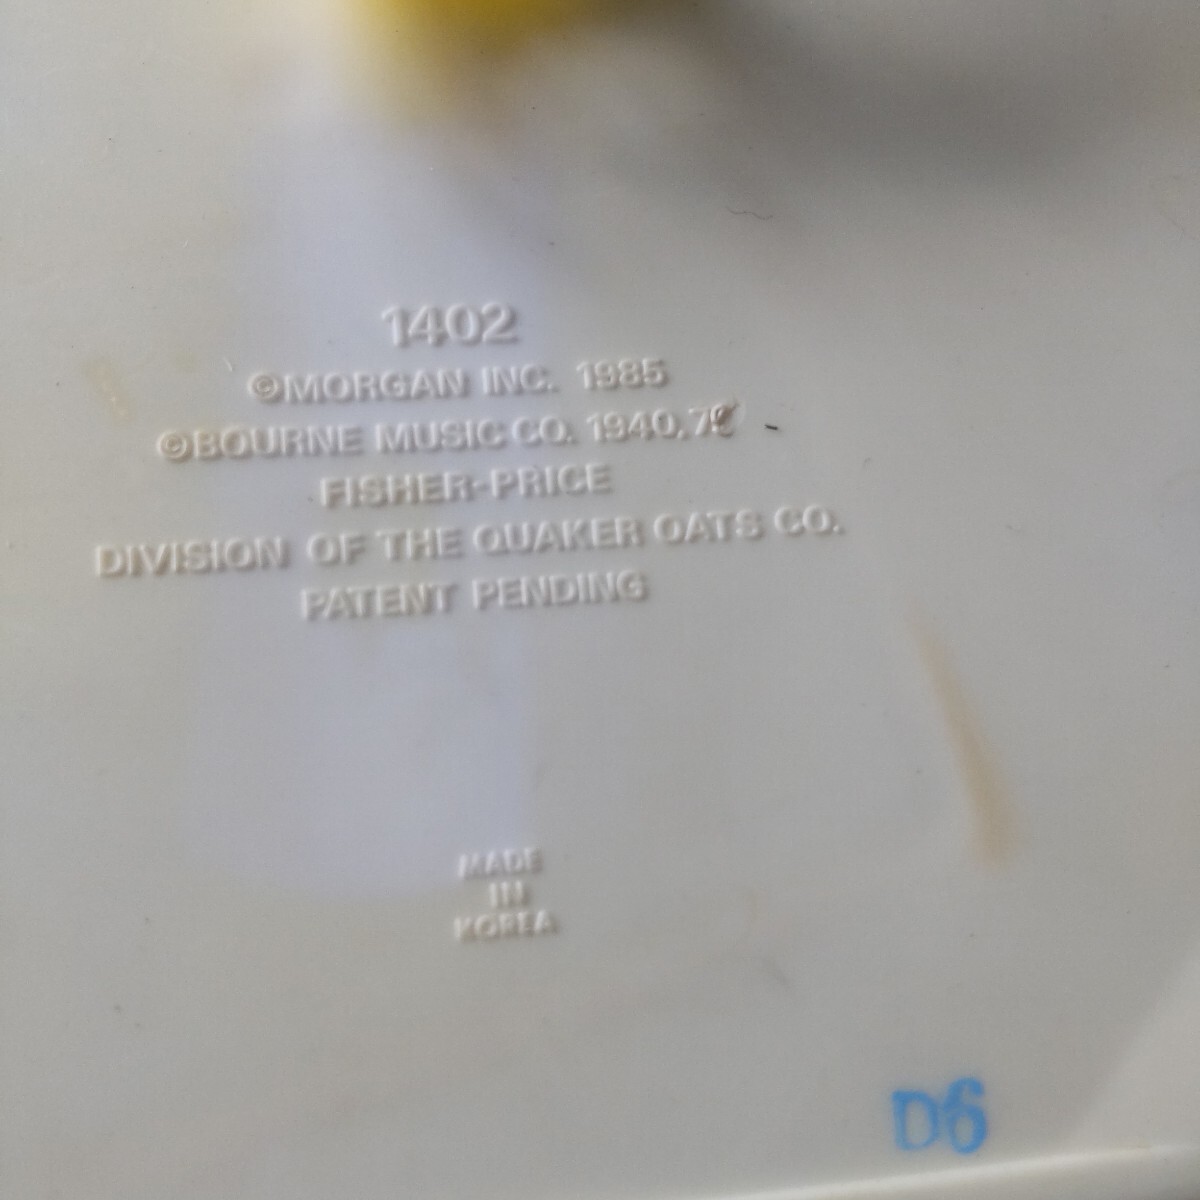 1402
©MORGAN INC. 1985
©BOURNE MUSIC CO. 1940,
FISHER-PRICE
DIVISION OF THE QUAKER OATS CO.
PATENT PENDING
MADE
IN
KOREA
D6